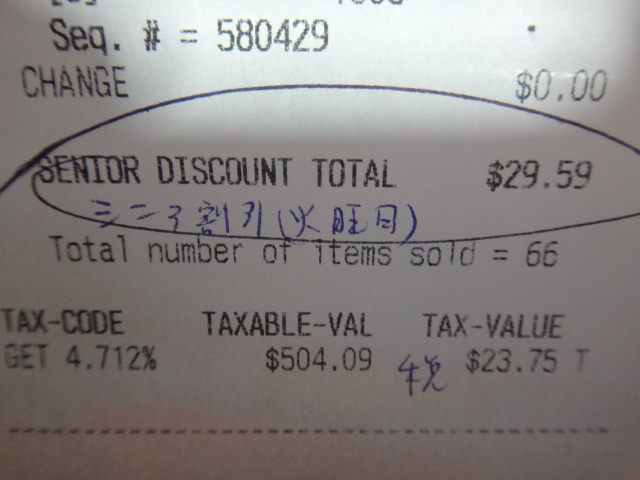 Seq. # = 580429
CHANGE $0.00
SENIOR DISCOUNT TOTAL $29.59
シニア割引(火旺日)
Total number of items sold = 66
TAX-CODE TAXABLE-VAL TAX-VALUE
GET 4.712% $504.09 税 $23.75 T